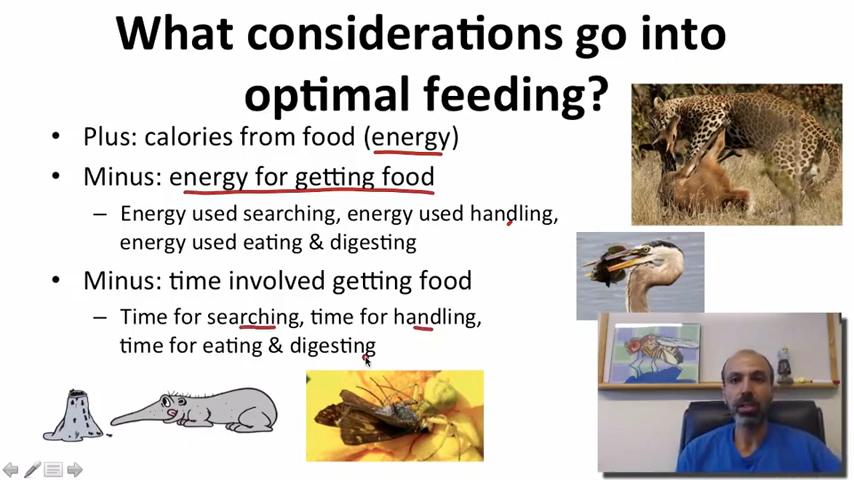 What considerations go into
optimal feeding?
• Plus: calories from food (energy)
• Minus: energy for getting food
– Energy used searching, energy used handling,
energy used eating & digesting
• Minus: time involved getting food
– Time for searching, time for handling,
time for eating & digesting